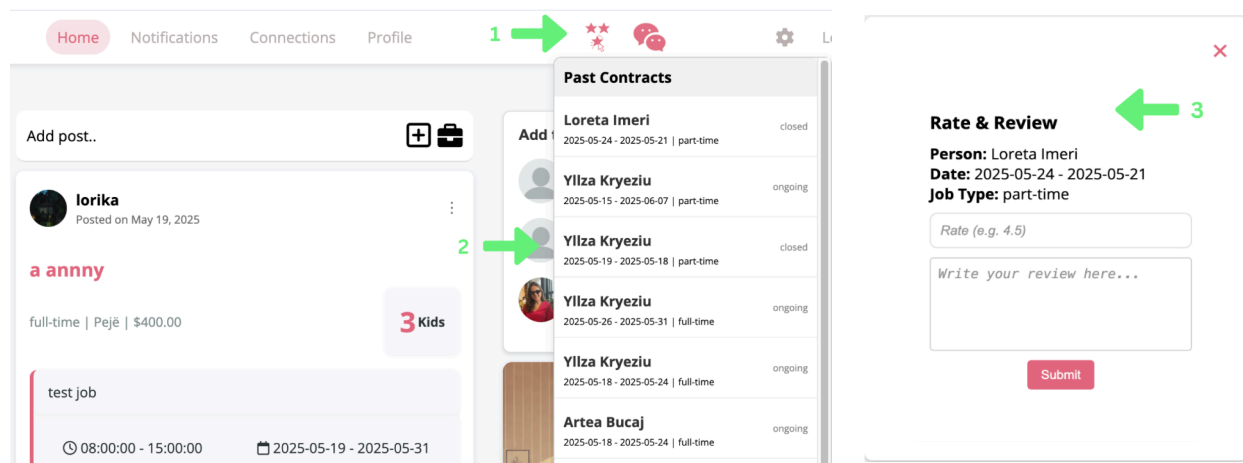 Home
Notifications
Connections
Profile
1
Past Contracts
Loreta Imeri
closed
2025-05-24 - 2025-05-21 | part-time
Yllza Kryeziu
ongoing
2025-05-15 - 2025-06-07 | part-time
Yllza Kryeziu
closed
2025-05-19 - 2025-05-18 | part-time
Yllza Kryeziu
ongoing
2025-05-26 - 2025-05-31 | full-time
Yllza Kryeziu
ongoing
2025-05-18 - 2025-05-24 | full-time
Artea Bucaj
ongoing
2025-05-18 - 2025-05-24 | full-time
Add post..
Add
lorika
Posted on May 19, 2025
2
a annny
full-time | Pejë | $400.00
3 Kids
test job
08:00:00 - 15:00:00
2025-05-19 - 2025-05-31
3
Rate & Review
Person: Loreta Imeri
Date: 2025-05-24 - 2025-05-21
Job Type: part-time
Rate (e.g. 4.5)
Write your review here...
Submit